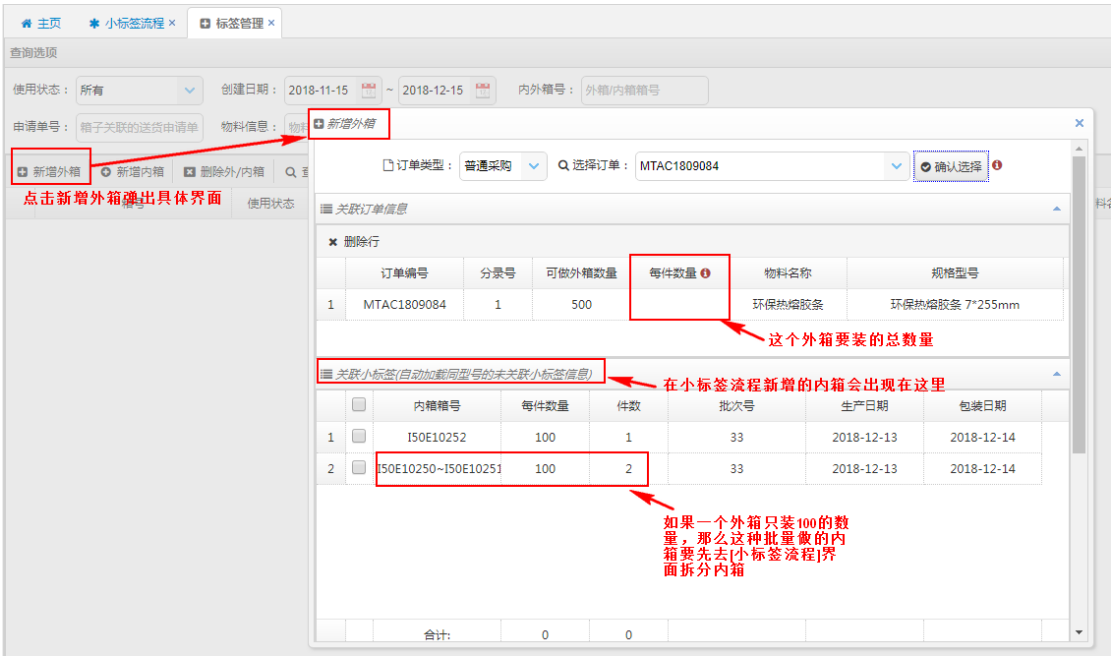 主页 小标签流程 × 标签管理 ×
查询选项
使用状态： 所有 创建日期： 2018-11-15 ~ 2018-12-15 内外箱号： 外箱/内箱箱号
申请单号： 箱子关联的送货申请单 物料信息：
新增外箱
订单类型： 普通采购 选择订单： MTAC1809084 确认选择
新增外箱 新增内箱 删除外/内箱
点击新增外箱弹出具体界面
使用状态
关联订单信息
删除行
订单编号 分录号 可做外箱数量 每件数量 物料名称 规格型号
1 MTAC1809084 1 500 环保热熔胶条 环保热熔胶条 7*255mm
这个外箱要装的总数量
关联小标签(自动加载同型号的未关联小标签信息)
在小标签流程新增的内箱会出现在这里
内箱箱号 每件数量 件数 批次号 生产日期 包装日期
1 I50E10252 100 1 33 2018-12-13 2018-12-14
2 I50E10250~I50E10251 100 2 33 2018-12-13 2018-12-14
如果一个外箱只装100的数
量，那么这种批量做的内
箱要先去[小标签流程]界
面拆分内箱
合计: 0 0